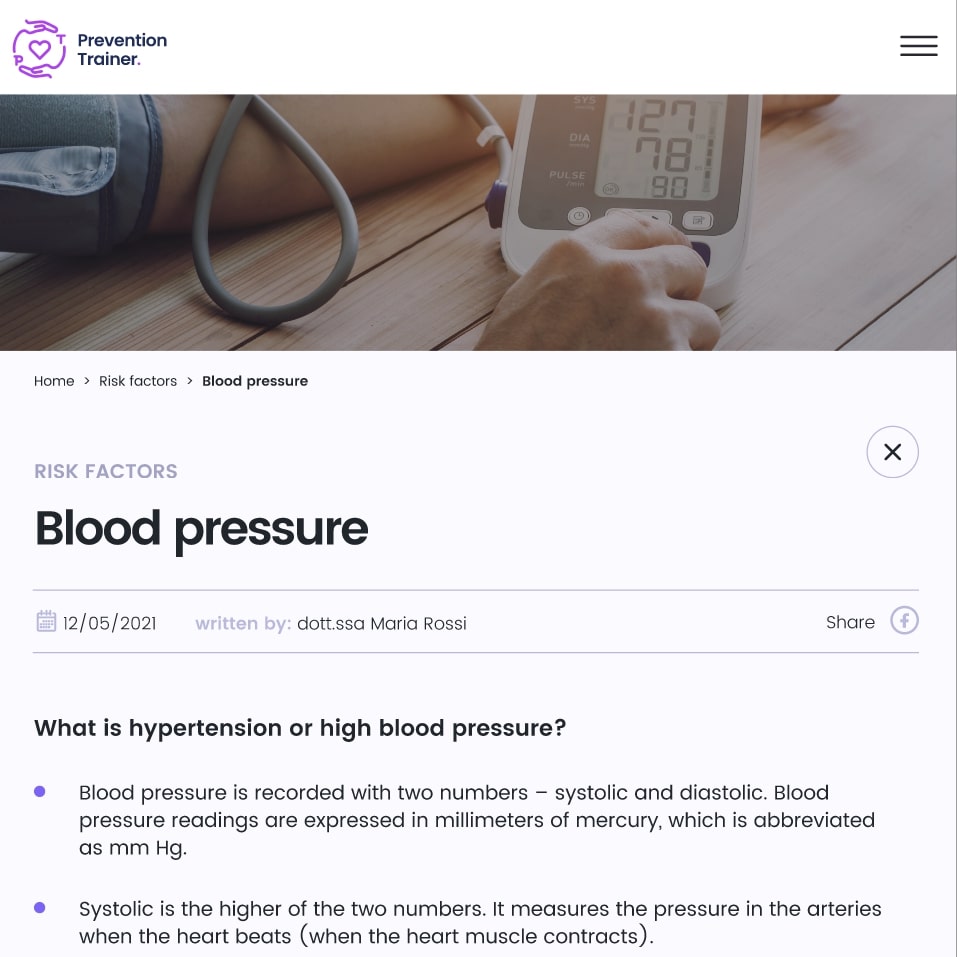 Prevention
Trainer.
P T
SYS
mmHg
127
DIA
mmHg
78
PULSE
/min
80
Home > Risk factors > Blood pressure
RISK FACTORS
Blood pressure
12/05/2021 written by: dott.ssa Maria Rossi Share
What is hypertension or high blood pressure?
Blood pressure is recorded with two numbers – systolic and diastolic. Blood
pressure readings are expressed in millimeters of mercury, which is abbreviated
as mm Hg.
Systolic is the higher of the two numbers. It measures the pressure in the arteries
when the heart beats (when the heart muscle contracts).